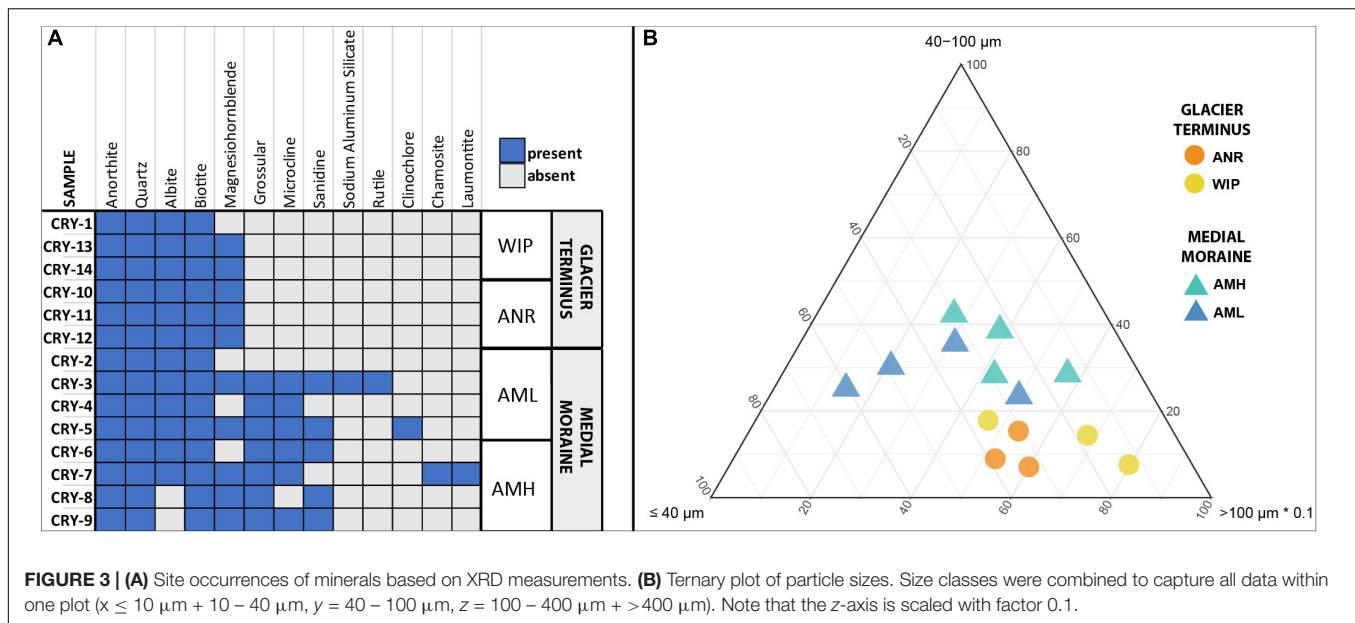 A
SAMPLE
Anorthite
Quartz
Albite
Biotite
Magnesiohornblende
Grossular
Microcline
Sanidine
Sodium Aluminum Silicate
Rutile
Clinochlore
Chamosite
Laumontite
present
absent
CRY-1
CRY-13
CRY-14
CRY-10
CRY-11
CRY-12
CRY-2
CRY-3
CRY-4
CRY-5
CRY-6
CRY-7
CRY-8
CRY-9
WIP
ANR
AML
AMH
GLACIER
TERMINUS
MEDIAL
MORAINE
B
40–100 µm
100
80
60
40
20
20
40
60
80
100
20
40
60
80
100
≤ 40 µm
>100 µm * 0.1
GLACIER
TERMINUS
ANR
WIP
MEDIAL
MORAINE
AMH
AML
FIGURE 3 | (A) Site occurrences of minerals based on XRD measurements. (B) Ternary plot of particle sizes. Size classes were combined to capture all data within
one plot (x ≤ 10 µm + 10 – 40 µm, y = 40 – 100 µm, z = 100 – 400 µm + >400 µm). Note that the z-axis is scaled with factor 0.1.